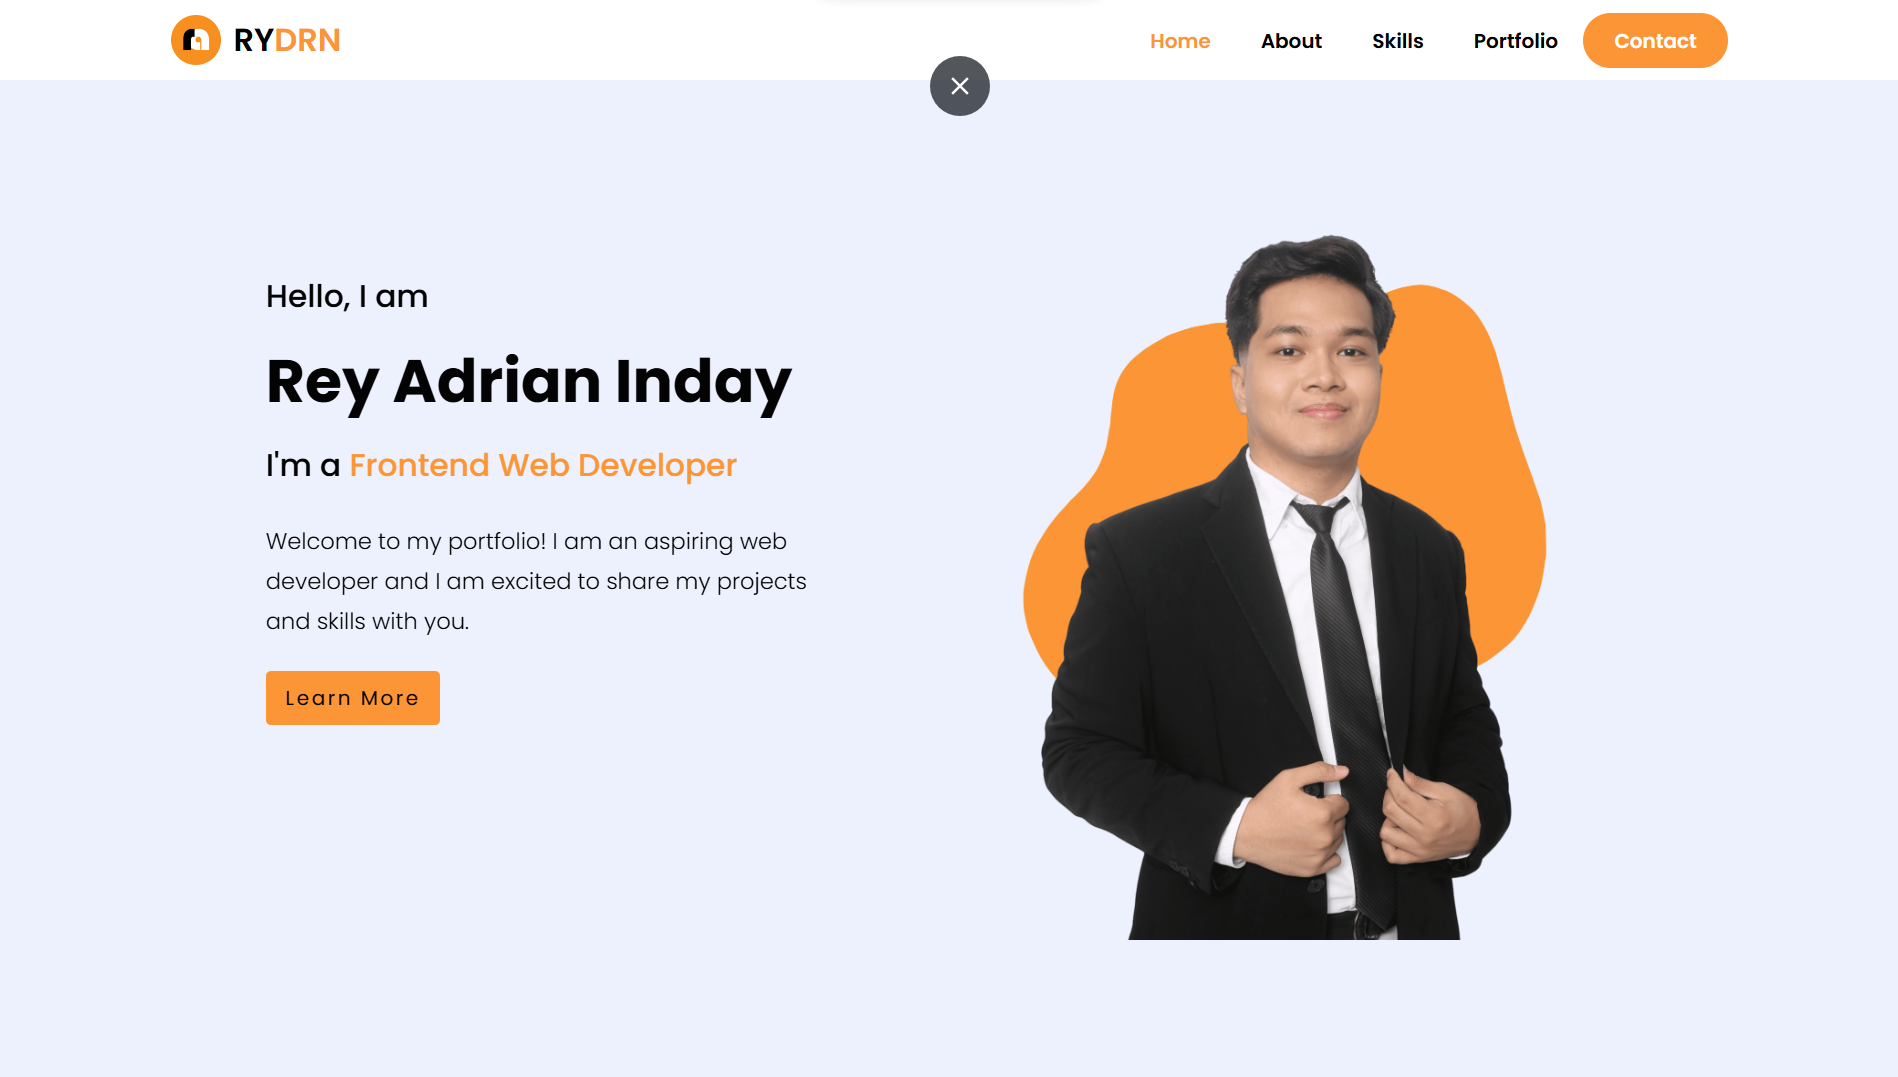 RYDRN
Home About Skills Portfolio Contact
Hello, I am
Rey Adrian Inday
I'm a Frontend Web Developer
Welcome to my portfolio! I am an aspiring web
developer and I am excited to share my projects
and skills with you.
Learn More